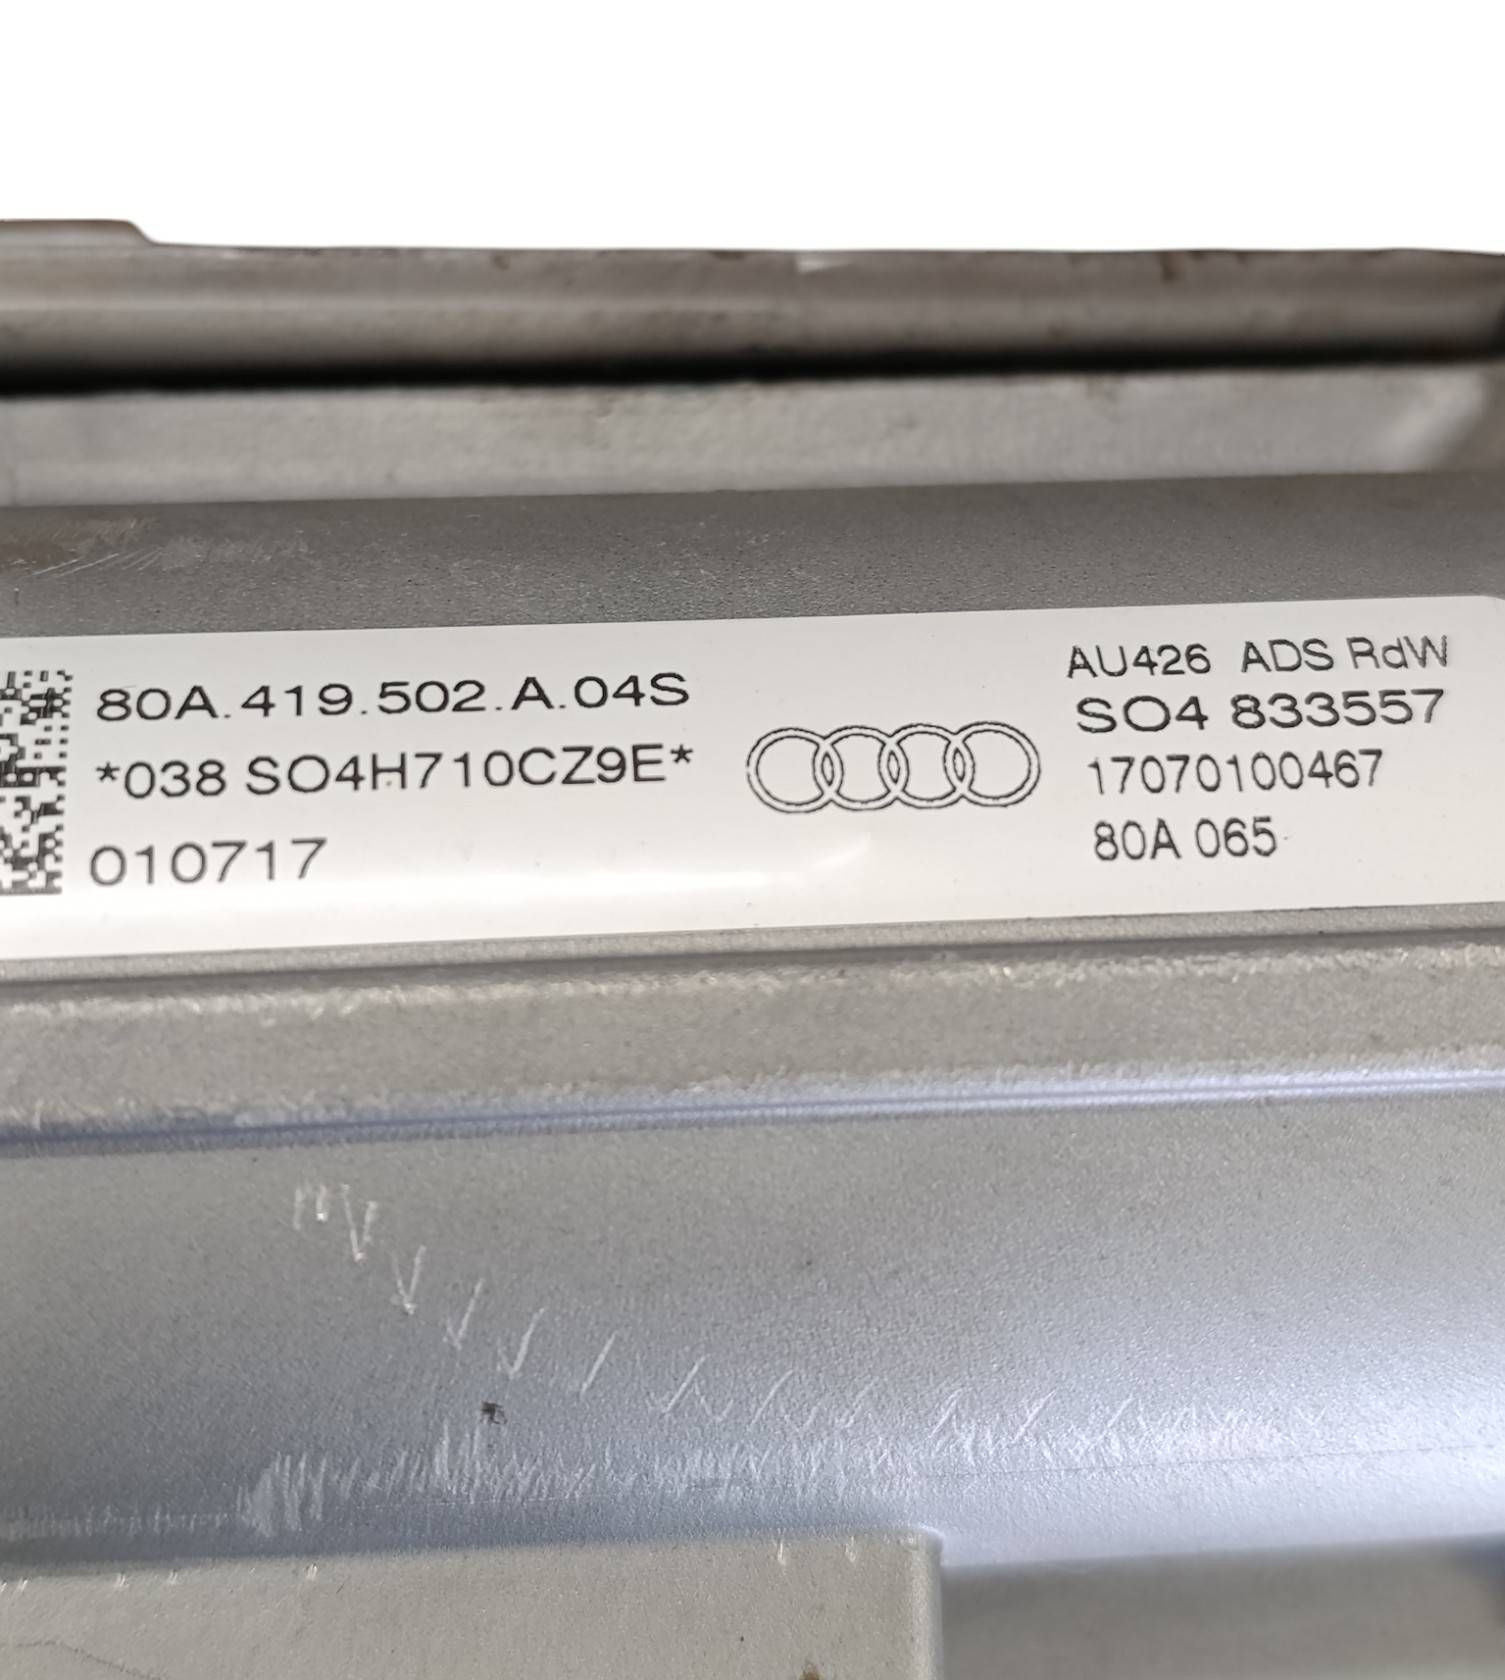 80A.419.502.A.04S
*038 SO4H710CZ9E*
010717
AU426 ADS RdW
SO4 833557
17070100467
80A 065